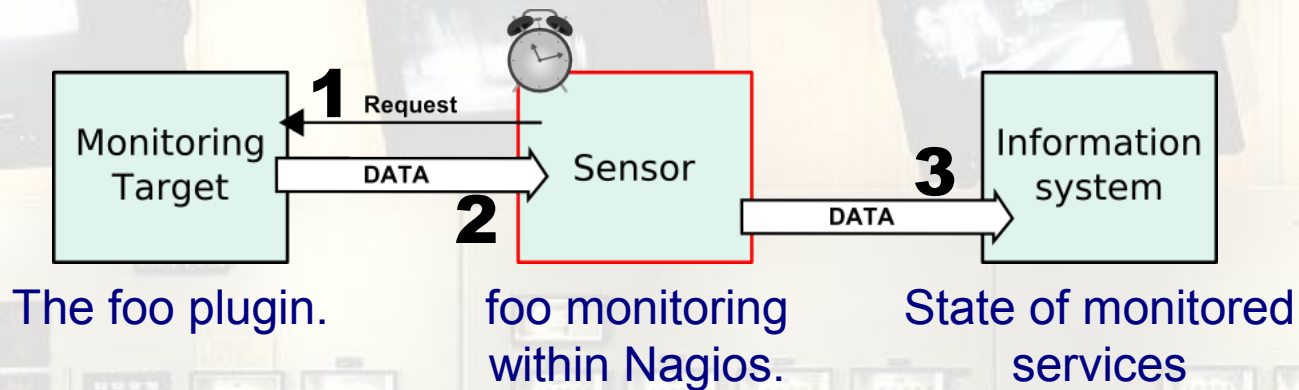 1
Request
Monitoring
Target
DATA
2
Sensor
DATA
3
Information
system
The foo plugin.
foo monitoring
within Nagios.
State of monitored
services